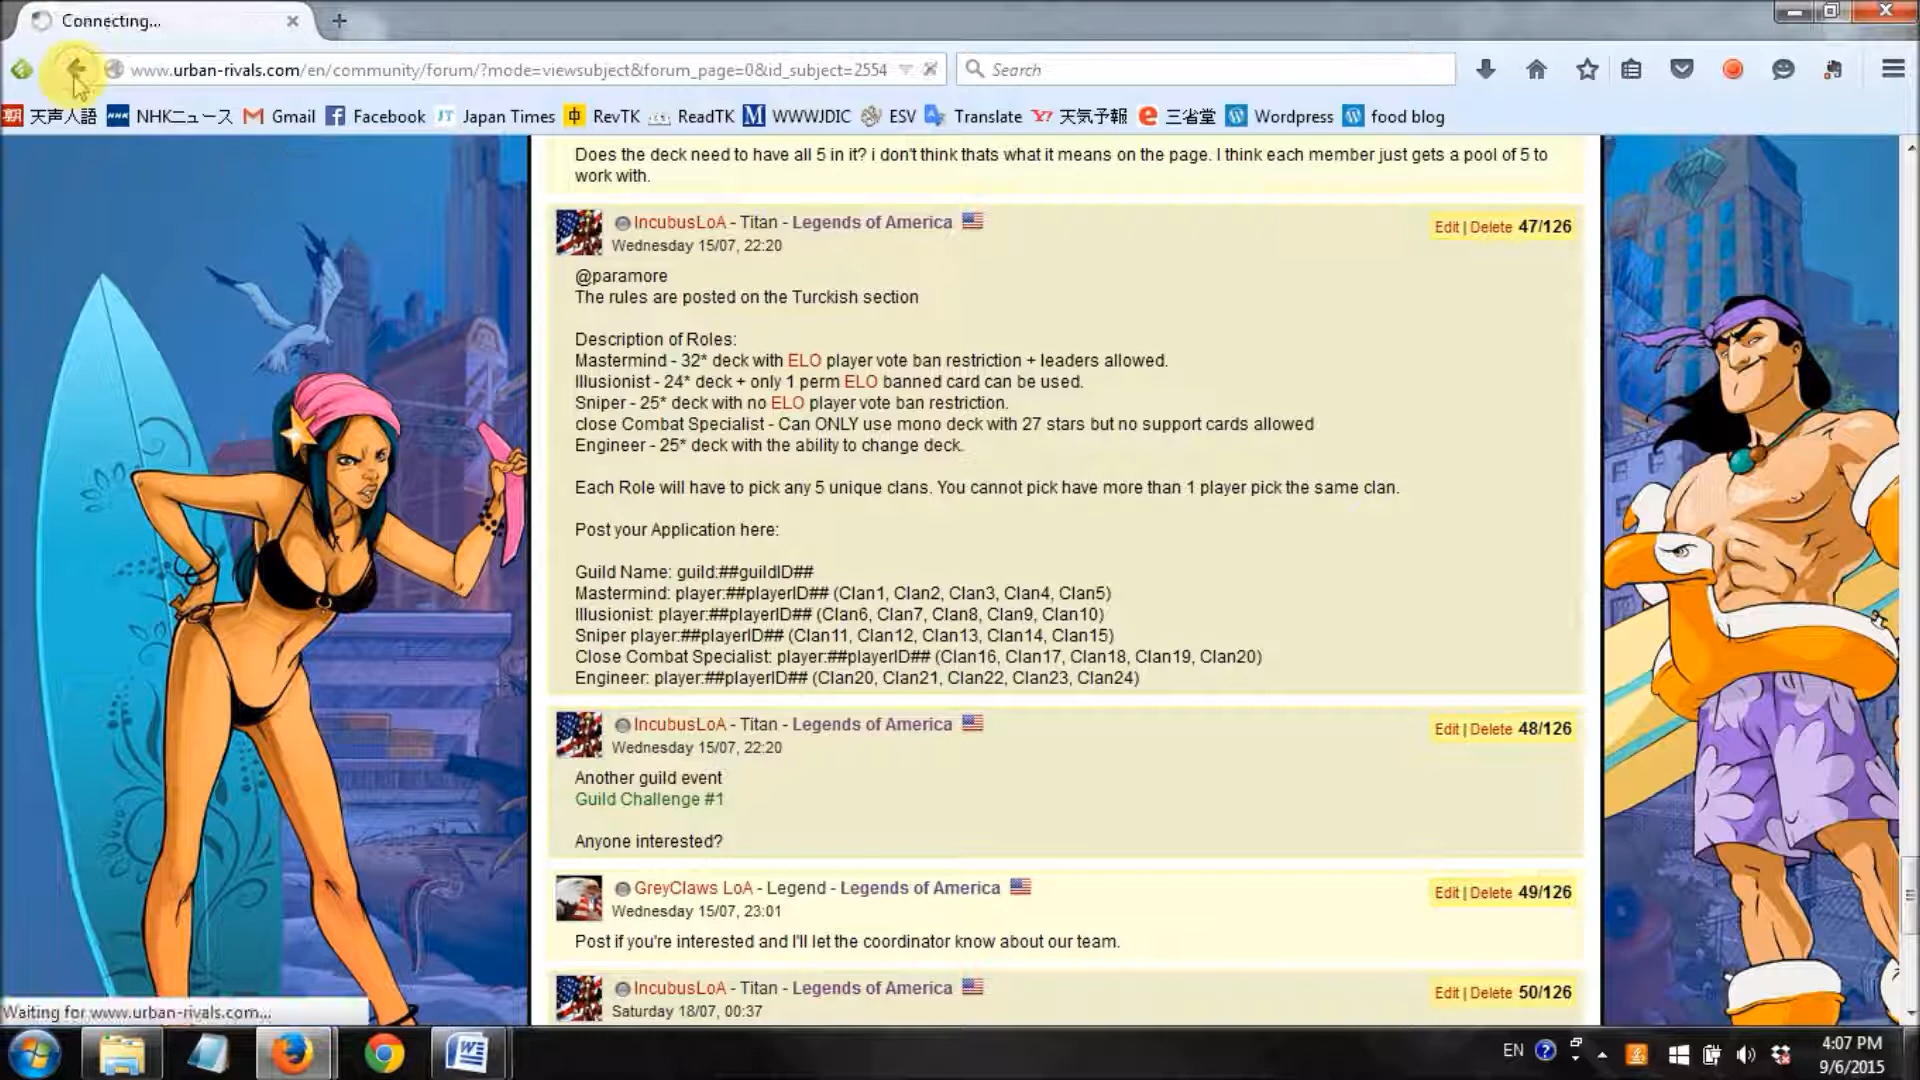 Connecting...
www.urban-rivals.com/en/community/forum/?mode=viewsubject&forum_page=0&id_subject=2554
Search
朝 天声人語 NHK NHKニュース Gmail Facebook JT Japan Times 中 RevTK ReadTK M WWWJDIC ESV Translate Y! 天気予報 e 三省堂 Wordpress food blog
Does the deck need to have all 5 in it? i don't think thats what it means on the page. I think each member just gets a pool of 5 to
work with.
IncubusLoA - Titan - Legends of America
Edit | Delete 47/126
Wednesday 15/07, 22:20
@paramore
The rules are posted on the Turckish section
Description of Roles:
Mastermind - 32* deck with ELO player vote ban restriction + leaders allowed.
Illusionist - 24* deck + only 1 perm ELO banned card can be used.
Sniper - 25* deck with no ELO player vote ban restriction.
close Combat Specialist - Can ONLY use mono deck with 27 stars but no support cards allowed
Engineer - 25* deck with the ability to change deck.
Each Role will have to pick any 5 unique clans. You cannot pick have more than 1 player pick the same clan.
Post your Application here:
Guild Name: guild:##guildID##
Mastermind: player:##playerID## (Clan1, Clan2, Clan3, Clan4, Clan5)
Illusionist: player:##playerID## (Clan6, Clan7, Clan8, Clan9, Clan10)
Sniper player:##playerID## (Clan11, Clan12, Clan13, Clan14, Clan15)
Close Combat Specialist: player:##playerID## (Clan16, Clan17, Clan18, Clan19, Clan20)
Engineer: player:##playerID## (Clan20, Clan21, Clan22, Clan23, Clan24)
IncubusLoA - Titan - Legends of America
Edit | Delete 48/126
Wednesday 15/07, 22:20
Another guild event
Guild Challenge #1
Anyone interested?
GreyClaws LoA - Legend - Legends of America
Edit | Delete 49/126
Wednesday 15/07, 23:01
Post if you're interested and I'll let the coordinator know about our team.
IncubusLoA - Titan - Legends of America
Edit | Delete 50/126
Saturday 18/07, 00:37
Waiting for www.urban-rivals.com...
EN
4:07 PM
9/6/2015